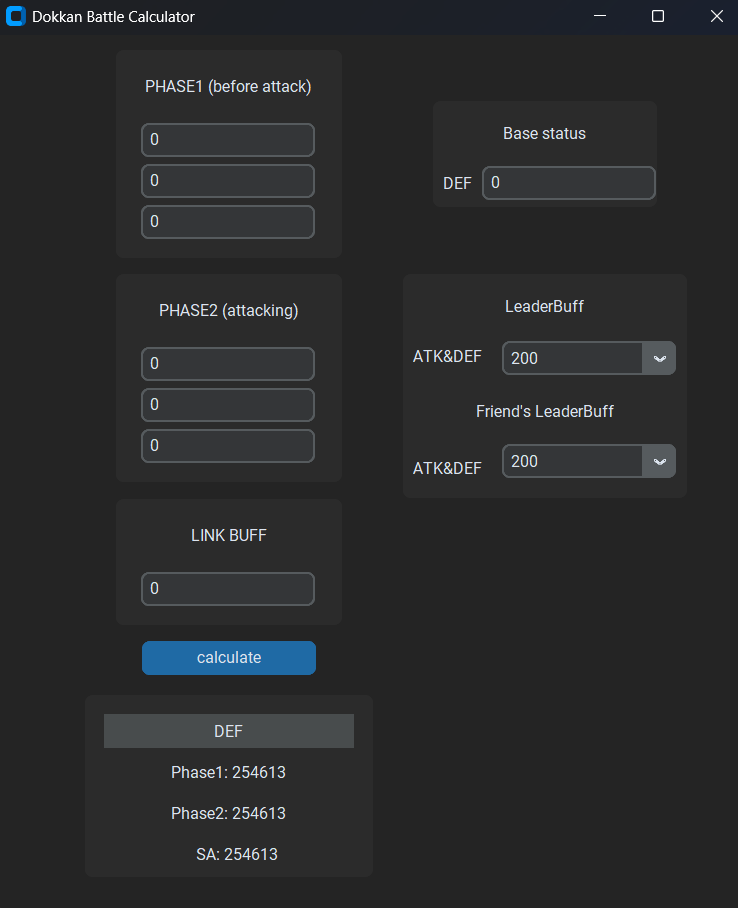 Dokkan Battle Calculator
PHASE1 (before attack)
0
0
0
Base status
DEF 0
PHASE2 (attacking)
0
0
0
LeaderBuff
ATK&DEF 200
Friend's LeaderBuff
ATK&DEF 200
LINK BUFF
0
calculate
DEF
Phase1: 254613
Phase2: 254613
SA: 254613